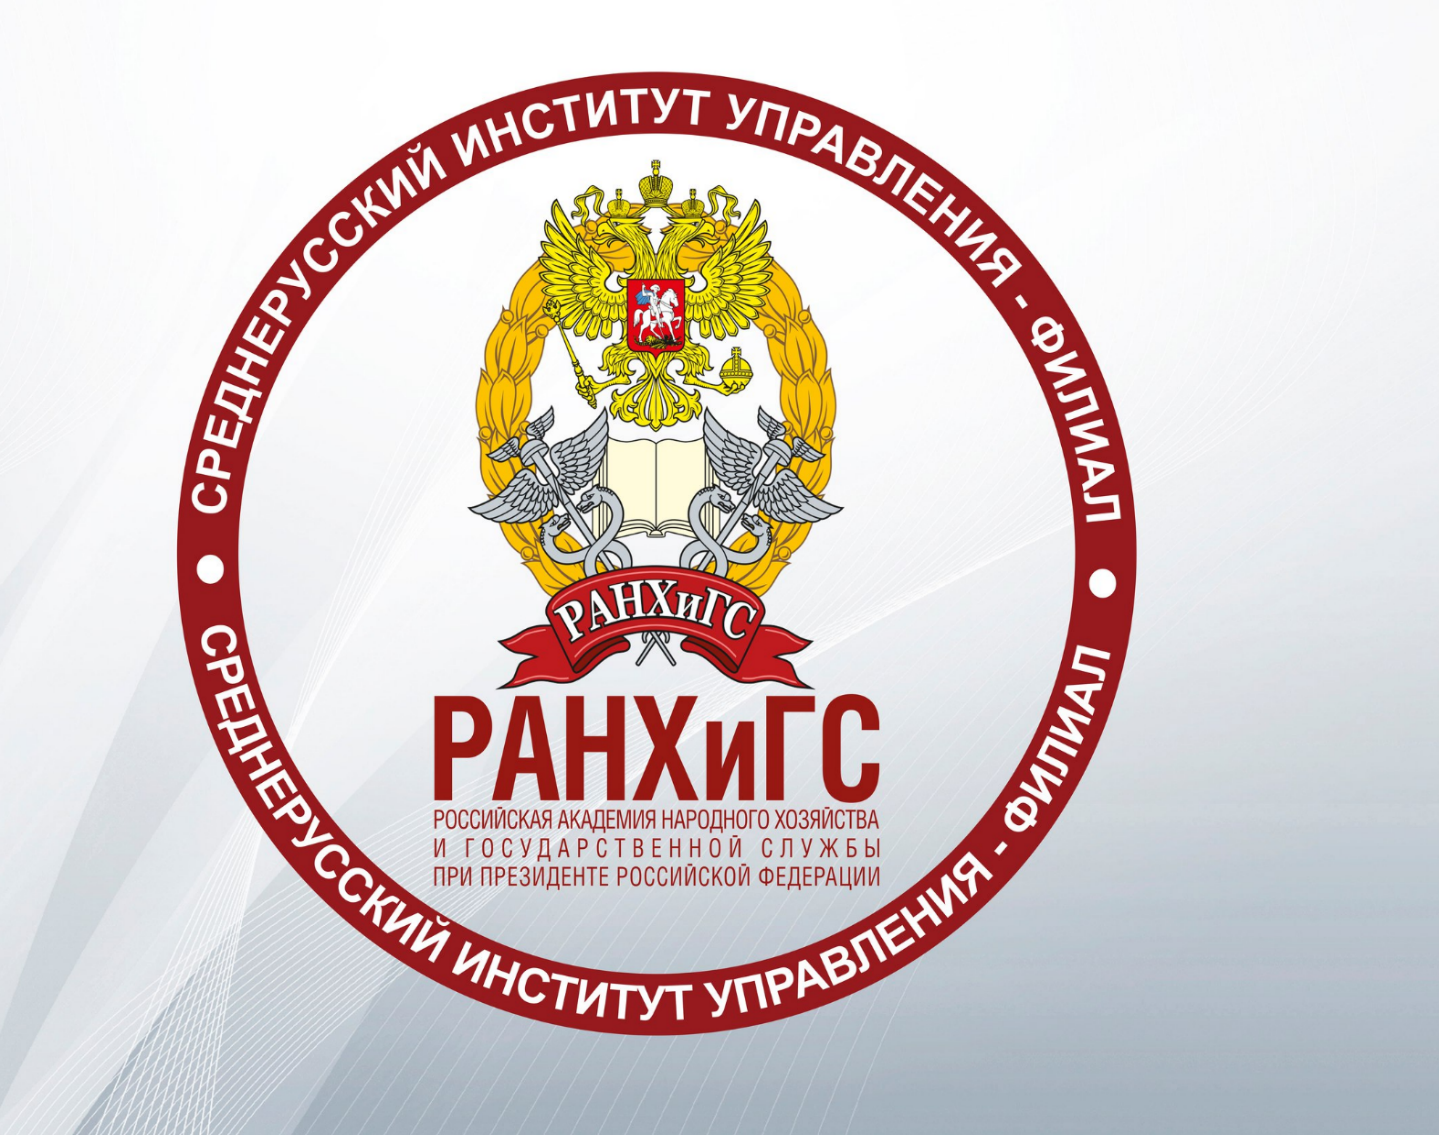 СРЕДНЕРУССКИЙ ИНСТИТУТ УПРАВЛЕНИЯ - ФИЛИАЛ
РАНХиГС
РАНХиГС
РОССИЙСКАЯ АКАДЕМИЯ НАРОДНОГО ХОЗЯЙСТВА
И ГОСУДАРСТВЕННОЙ СЛУЖБЫ
ПРИ ПРЕЗИДЕНТЕ РОССИЙСКОЙ ФЕДЕРАЦИИ
СРЕДНЕРУССКИЙ ИНСТИТУТ УПРАВЛЕНИЯ - ФИЛИАЛ